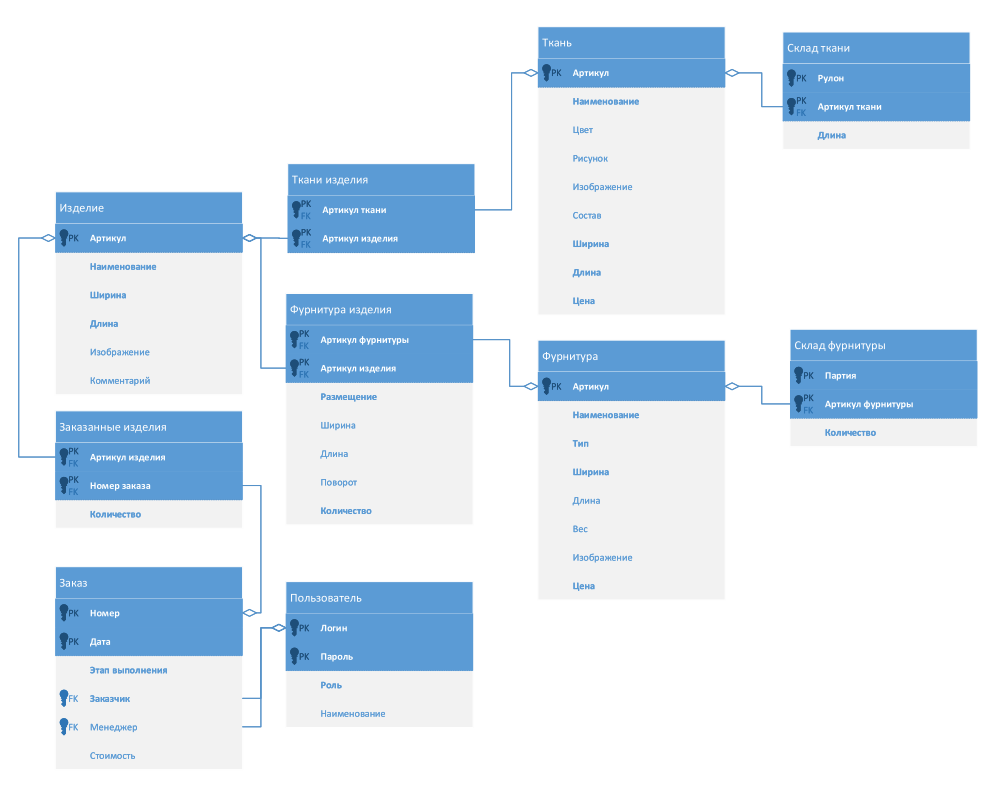 Ткань
PK Артикул
Наименование
Цвет
Рисунок
Изображение
Состав
Ширина
Длина
Цена
Склад ткани
PK Рулон
PK FK Артикул ткани
Длина
Ткани изделия
PK FK Артикул ткани
PK FK Артикул изделия
Изделие
PK Артикул
Наименование
Ширина
Длина
Изображение
Комментарий
Фурнитура изделия
PK FK Артикул фурнитуры
PK FK Артикул изделия
Размещение
Ширина
Длина
Поворот
Количество
Фурнитура
PK Артикул
Наименование
Тип
Ширина
Длина
Вес
Изображение
Цена
Склад фурнитуры
PK Партия
PK FK Артикул фурнитуры
Количество
Заказанные изделия
PK FK Артикул изделия
PK FK Номер заказа
Количество
Заказ
PK Номер
PK Дата
Этап выполнения
FK Заказчик
FK Менеджер
Стоимость
Пользователь
PK Логин
PK Пароль
Роль
Наименование